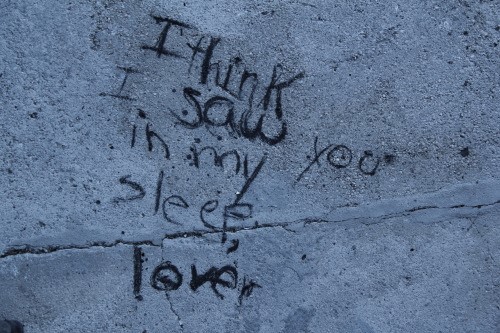 I think
I saw you
in my
sleep,
lover